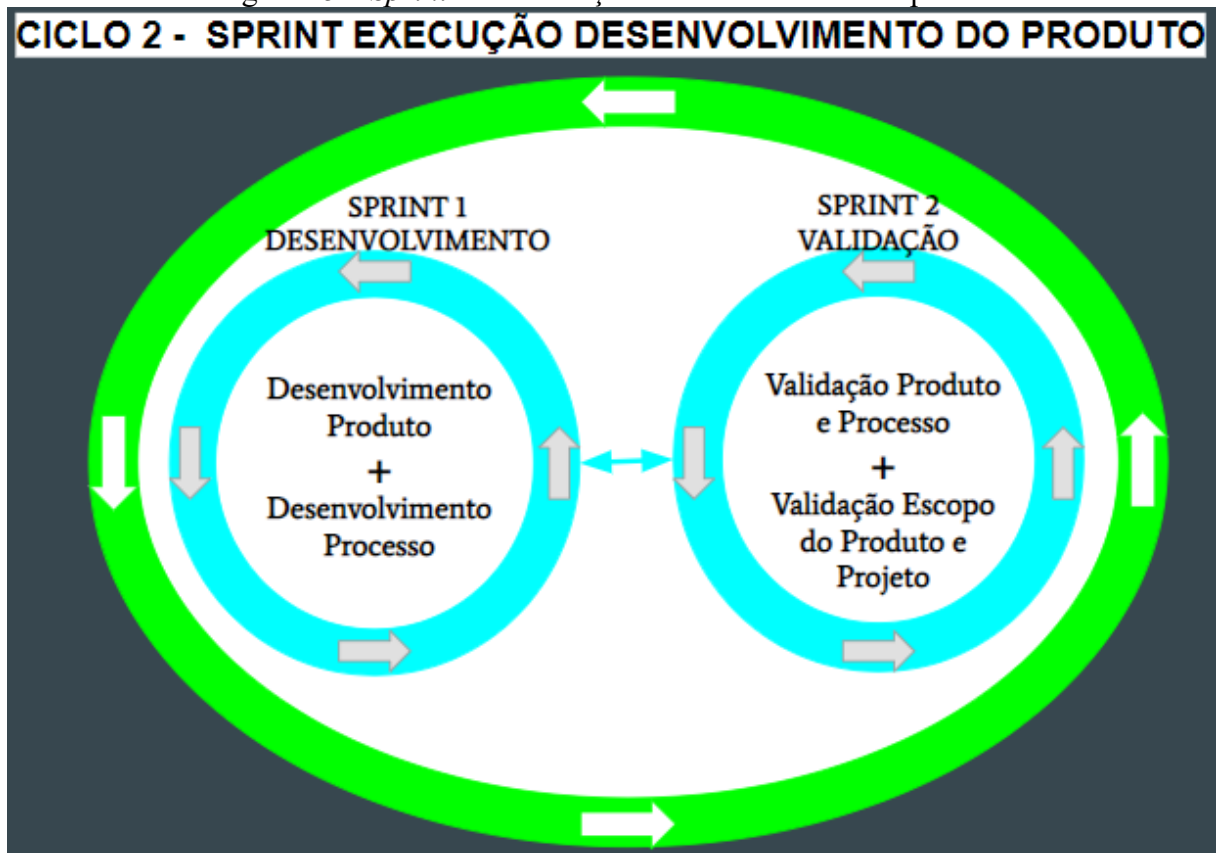 CICLO 2 - SPRINT EXECUÇÃO DESENVOLVIMENTO DO PRODUTO
SPRINT 1
DESENVOLVIMENTO
Desenvolvimento
Produto
+
Desenvolvimento
Processo
SPRINT 2
VALIDAÇÃO
Validação Produto
e Processo
+
Validação Escopo
do Produto e
Projeto